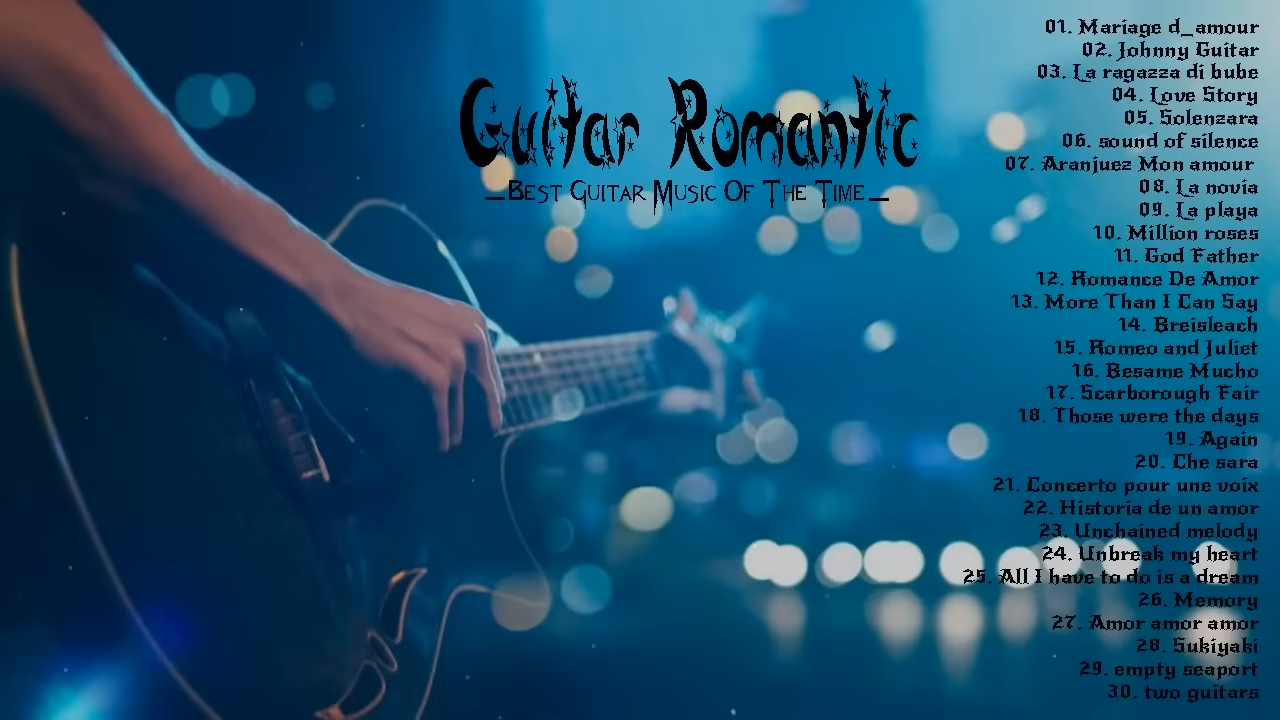 Guitar Romantic
_Best Guitar Music Of The Time_
01. Mariage d_amour
02. Johnny Guitar
03. La ragazza di bube
04. Love Story
05. Solenzara
06. sound of silence
07. Aranjuez Mon amour
08. La novia
09. La playa
10. Million roses
11. God Father
12. Romance De Amor
13. More Than I Can Say
14. Breisleach
15. Romeo and Juliet
16. Besame Mucho
17. Scarborough Fair
18. Those were the days
19. Again
20. Che sara
21. Concerto pour une voix
22. Historia de un amor
23. Unchained melody
24. Unbreak my heart
25. All I have to do is a dream
26. Memory
27. Amor amor amor
28. Sukiyaki
29. empty seaport
30. two guitars